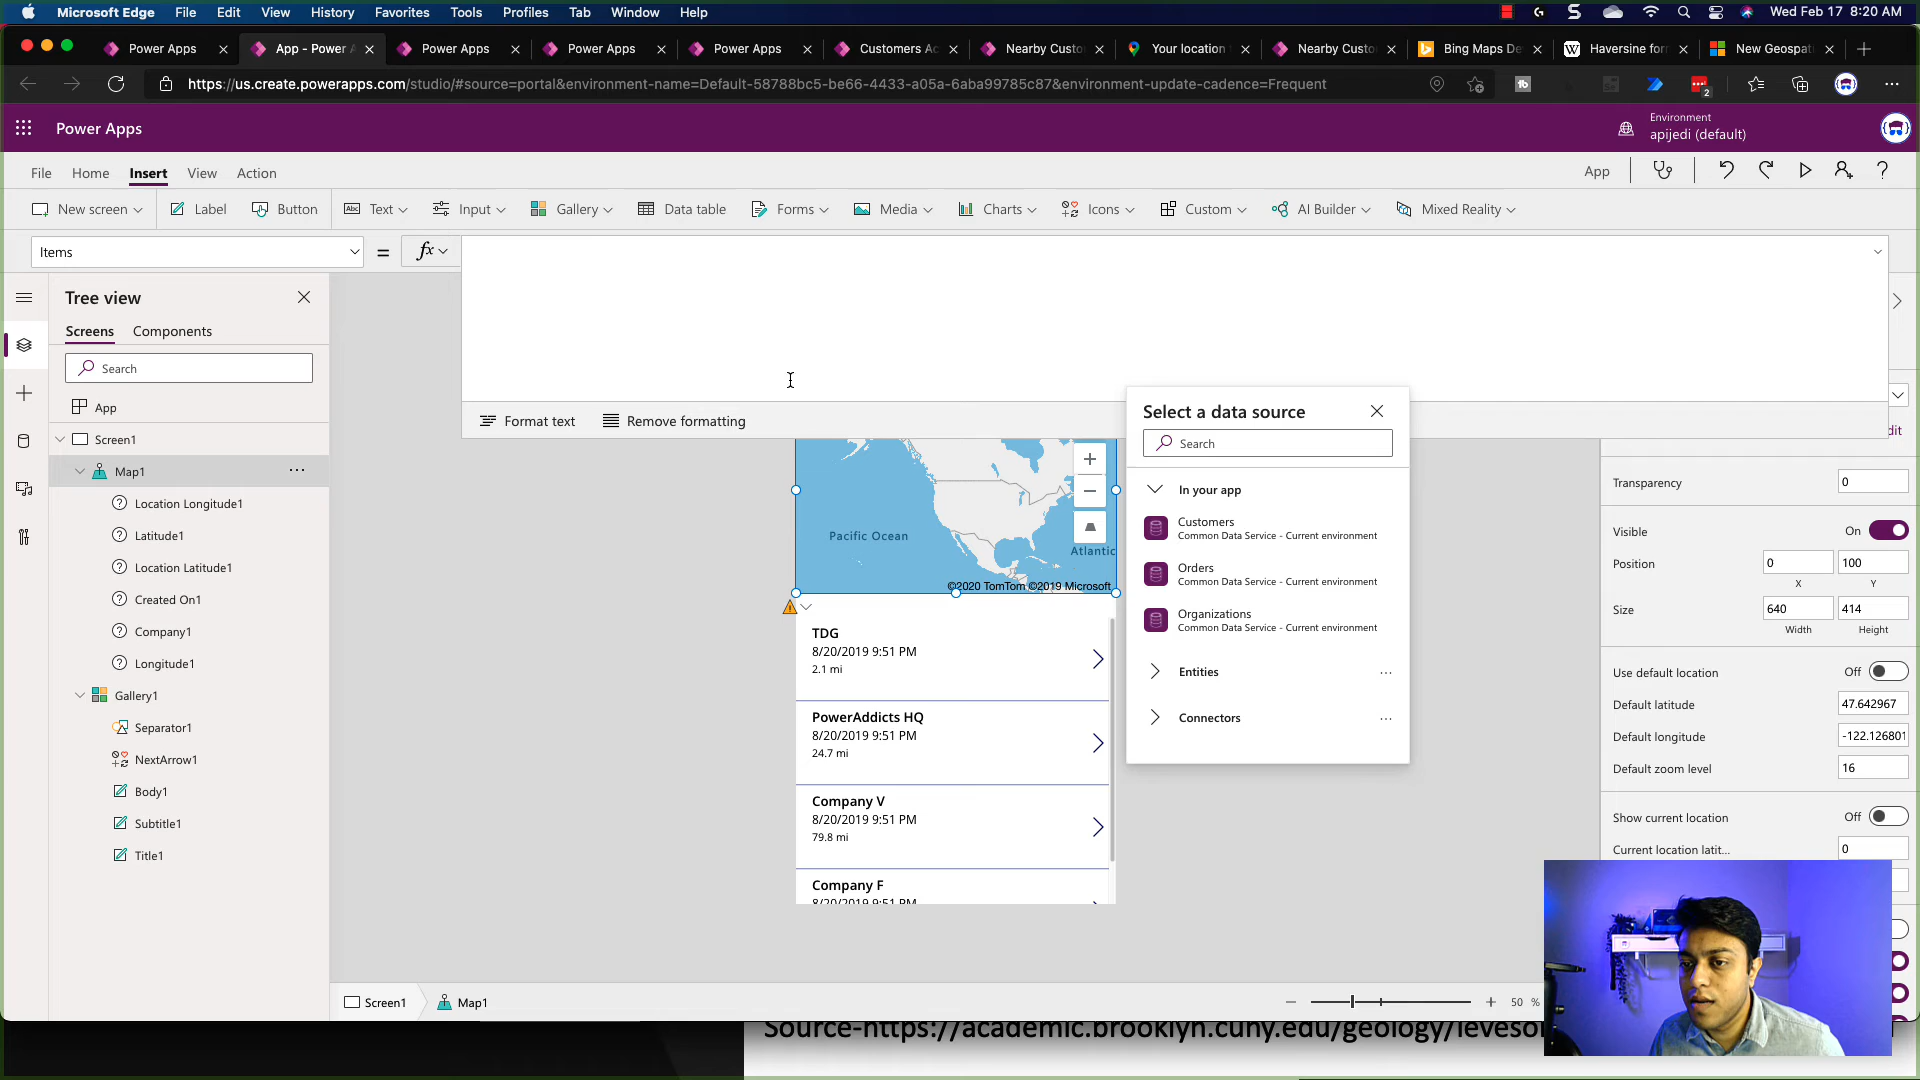 Microsoft Edge File Edit View History Favorites Tools Profiles Tab Window Help
Wed Feb 17 8:20 AM
Power Apps
App - Power A
Power Apps
Power Apps
Power Apps
Customers Ac
Nearby Custo
Your location
Nearby Custo
Bing Maps De
Haversine for
New Geospati
https://us.create.powerapps.com/studio/#source=portal&environment-name=Default-58788bc5-be66-4433-a05a-6aba99785c87&environment-update-cadence=Frequent
2
Power Apps
Environment
apijedi (default)
File Home Insert View Action
App
New screen
Label
Button
Text
Input
Gallery
Data table
Forms
Media
Charts
Icons
Custom
AI Builder
Mixed Reality
Items
= fx
Tree view
Screens Components
Search
App
Screen1
Map1
Location Longitude1
Latitude1
Location Latitude1
Created On1
Company1
Longitude1
Gallery1
Separator1
NextArrow1
Body1
Subtitle1
Title1
Format text
Remove formatting
Pacific Ocean
Atlantic
©2020 TomTom ©2019 Microsoft
TDG
8/20/2019 9:51 PM
2.1 mi
PowerAddicts HQ
8/20/2019 9:51 PM
24.7 mi
Company V
8/20/2019 9:51 PM
79.8 mi
Company F
8/20/2019 9:51 PM
Select a data source
Search
In your app
Customers
Common Data Service - Current environment
Orders
Common Data Service - Current environment
Organizations
Common Data Service - Current environment
Entities
Connectors
dit
Transparency 0
Visible On
Position 0 100
X Y
Size 640 414
Width Height
Use default location Off
Default latitude 47.642967
Default longitude -122.126801
Default zoom level 16
Show current location Off
Current location latit... 0
Screen1
Map1
50 %
Source-https://academic.brooklyn.cuny.edu/geology/leveso